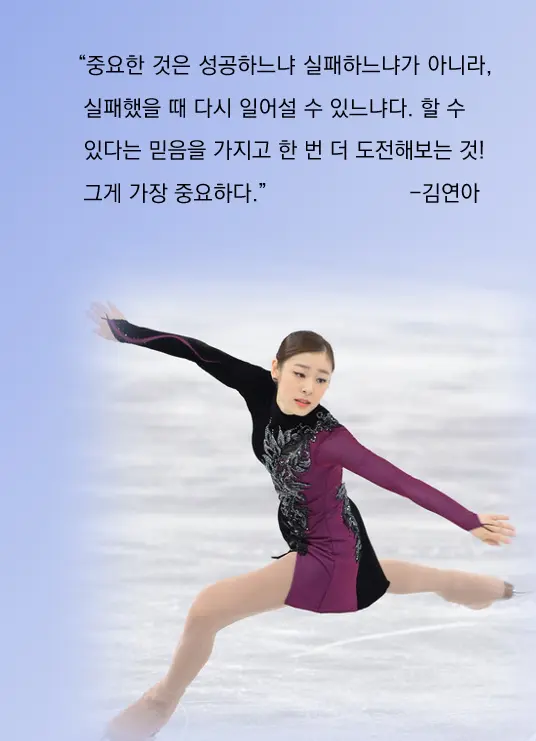 “중요한 것은 성공하느냐 실패하느냐가 아니라,
실패했을 때 다시 일어설 수 있느냐다. 할 수
있다는 믿음을 가지고 한 번 더 도전해보는 것!
그게 가장 중요하다.” -김연아